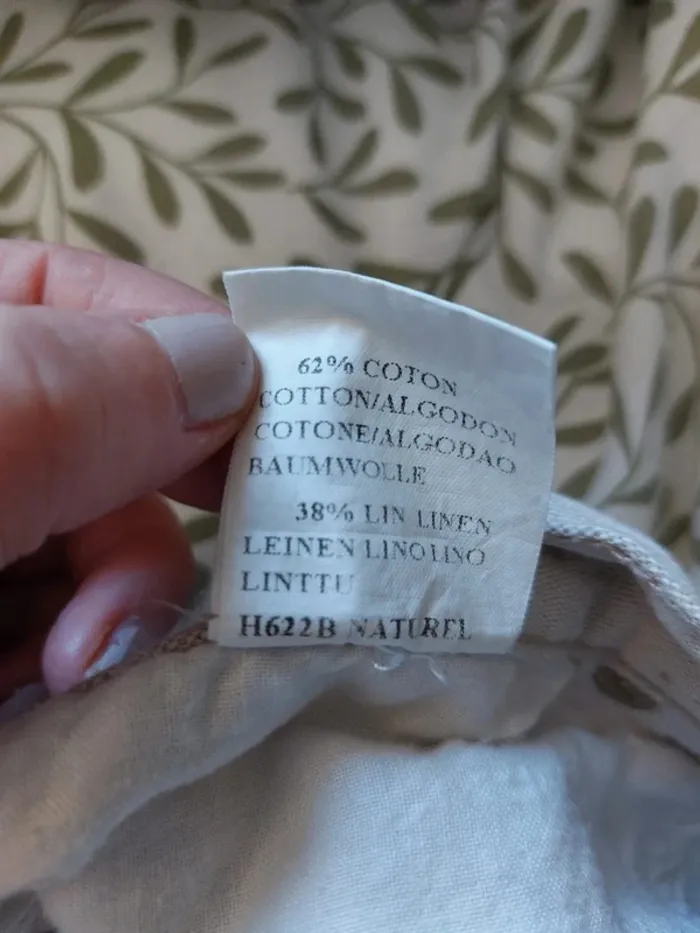 62% COTON
COTTON/ALGODON
COTONE/ALGODAO
BAUMWOLLE
38% LIN LINEN
LEINEN LINO LINO
LINTTU
H622B NATUREL